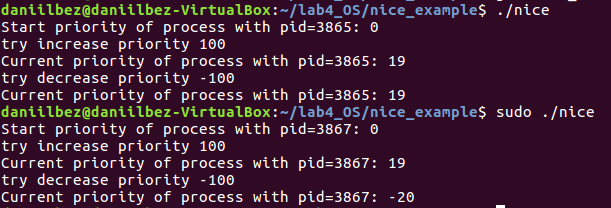 daniilbez@daniilbez-VirtualBox:~/lab4_OS/nice_example$ ./nice
Start priority of process with pid=3865: 0
try increase priority 100
Current priority of process with pid=3865: 19
try decrease priority -100
Current priority of process with pid=3865: 19
daniilbez@daniilbez-VirtualBox:~/lab4_OS/nice_example$ sudo ./nice
Start priority of process with pid=3867: 0
try increase priority 100
Current priority of process with pid=3867: 19
try decrease priority -100
Current priority of process with pid=3867: -20